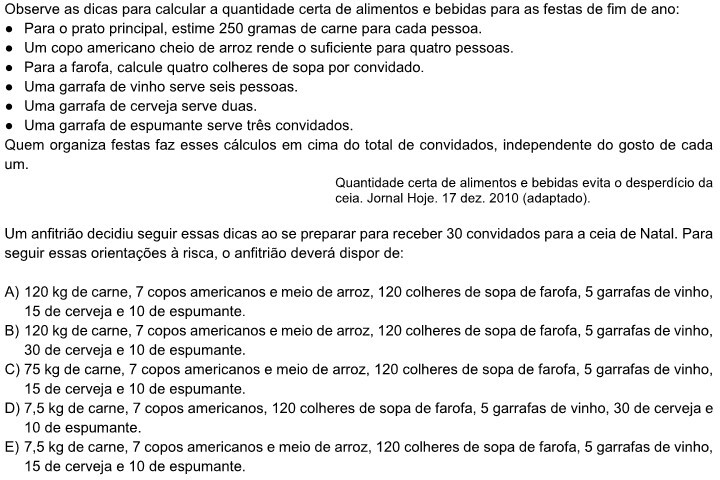 Observe as dicas para calcular a quantidade certa de alimentos e bebidas para as festas de fim de ano:
● Para o prato principal, estime 250 gramas de carne para cada pessoa.
● Um copo americano cheio de arroz rende o suficiente para quatro pessoas.
● Para a farofa, calcule quatro colheres de sopa por convidado.
● Uma garrafa de vinho serve seis pessoas.
● Uma garrafa de cerveja serve duas.
● Uma garrafa de espumante serve três convidados.
Quem organiza festas faz esses cálculos em cima do total de convidados, independente do gosto de cada
um.
Quantidade certa de alimentos e bebidas evita o desperdício da
ceia. Jornal Hoje. 17 dez. 2010 (adaptado).
Um anfitrião decidiu seguir essas dicas ao se preparar para receber 30 convidados para a ceia de Natal. Para
seguir essas orientações à risca, o anfitrião deverá dispor de:
A) 120 kg de carne, 7 copos americanos e meio de arroz, 120 colheres de sopa de farofa, 5 garrafas de vinho,
15 de cerveja e 10 de espumante.
B) 120 kg de carne, 7 copos americanos e meio de arroz, 120 colheres de sopa de farofa, 5 garrafas de vinho,
30 de cerveja e 10 de espumante.
C) 75 kg de carne, 7 copos americanos e meio de arroz, 120 colheres de sopa de farofa, 5 garrafas de vinho,
15 de cerveja e 10 de espumante.
D) 7,5 kg de carne, 7 copos americanos, 120 colheres de sopa de farofa, 5 garrafas de vinho, 30 de cerveja e
10 de espumante.
E) 7,5 kg de carne, 7 copos americanos e meio de arroz, 120 colheres de sopa de farofa, 5 garrafas de vinho,
15 de cerveja e 10 de espumante.